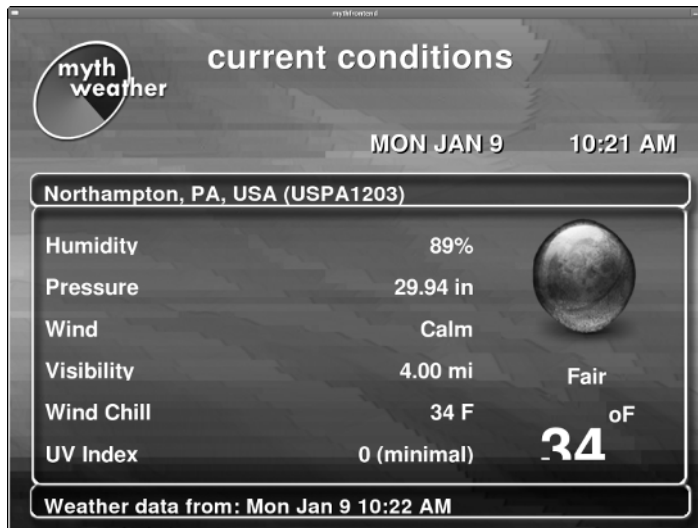 mythfrontend
myth
weather
current conditions
MON JAN 9 10:21 AM
Northampton, PA, USA (USPA1203)
Humidity 89%
Pressure 29.94 in
Wind Calm
Visibility 4.00 mi
Fair
Wind Chill 34 F
oF
34
UV Index 0 (minimal)
Weather data from: Mon Jan 9 10:22 AM